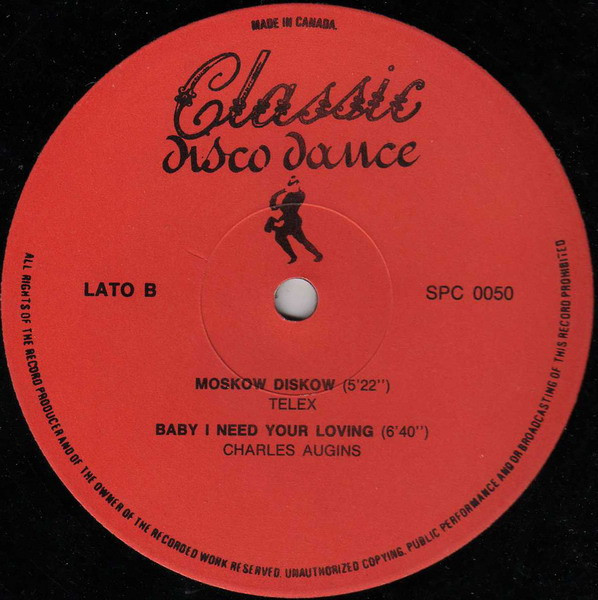 MADE IN CANADA.
Classic
disco dance
LATO B
SPC 0050
MOSKOW DISKOW (5'22")
TELEX
BABY I NEED YOUR LOVING (6'40")
CHARLES AUGINS
ALL RIGHTS OF THE RECORD PRODUCER AND OF THE OWNER OF THE RECORDED WORK RESERVED. UNAUTHORIZED COPYING, PUBLIC PERFORMANCE AND/OR BROADCASTING OF THIS RECORD PROHIBITED